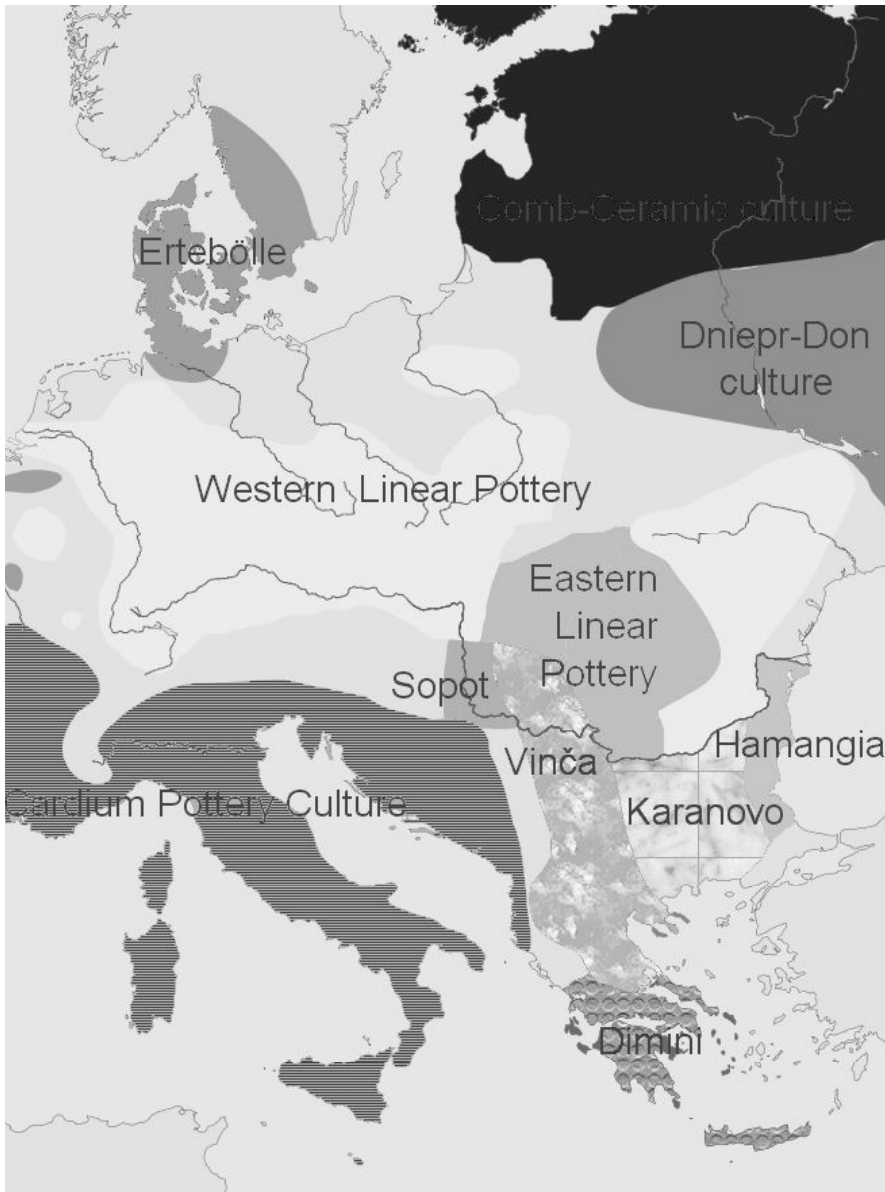 Comb-Ceramic culture
Ertebölle
Dniepr-Don
culture
Western Linear Pottery
Eastern
Linear
Pottery
Sopot
Vinča
Hamangia
Karanovo
Cardium Pottery Culture
Dimini